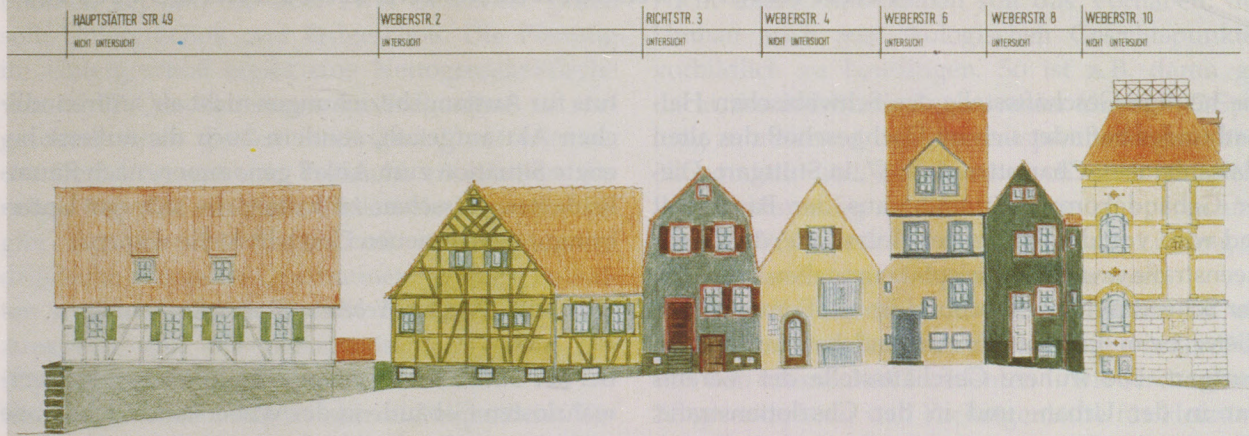 HAUPTSTÄTTER STR. 49
NICHT UNTERSUCHT
WEBERSTR. 2
UNTERSUCHT
RICHTSTR. 3
UNTERSUCHT
WEBERSTR. 4
NICHT UNTERSUCHT
WEBERSTR. 6
UNTERSUCHT
WEBERSTR. 8
UNTERSUCHT
WEBERSTR. 10
NICHT UNTERSUCHT